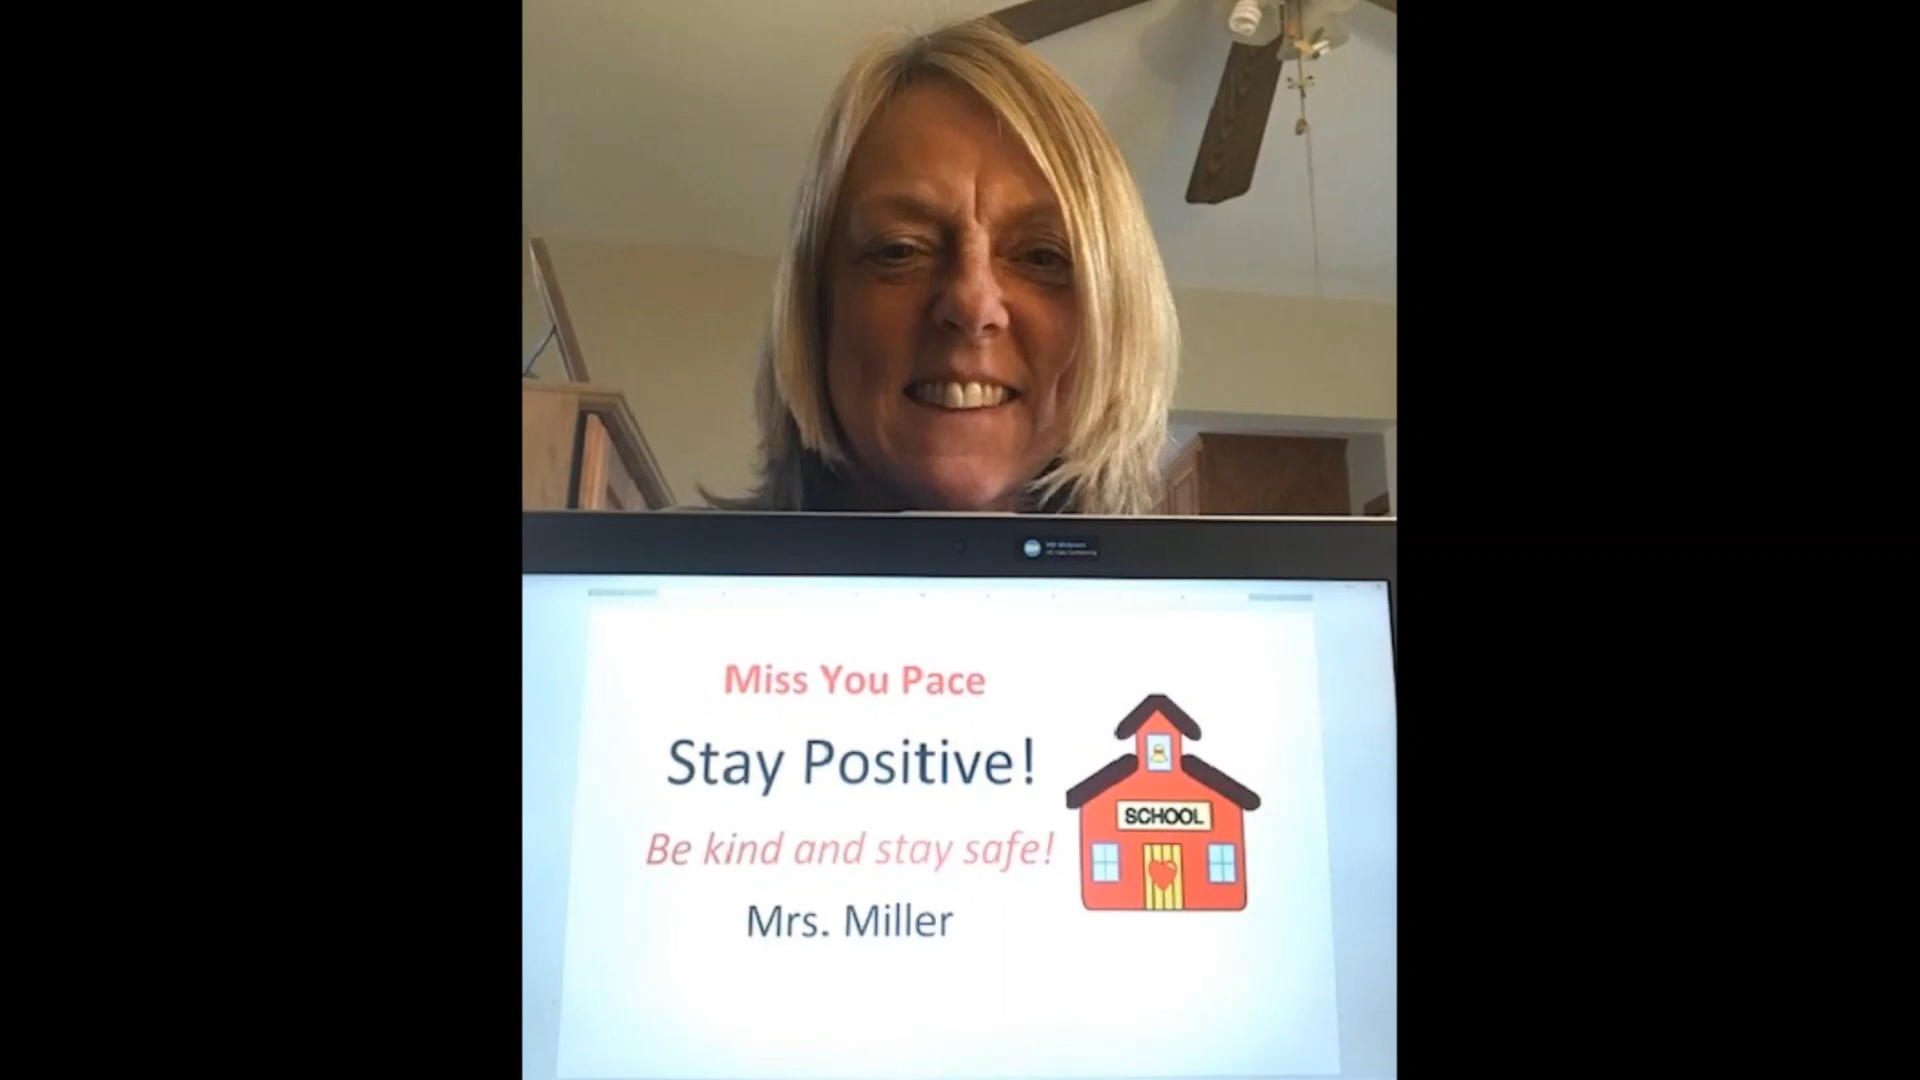 Miss You Pace
Stay Positive!
Be kind and stay safe!
Mrs. Miller
SCHOOL